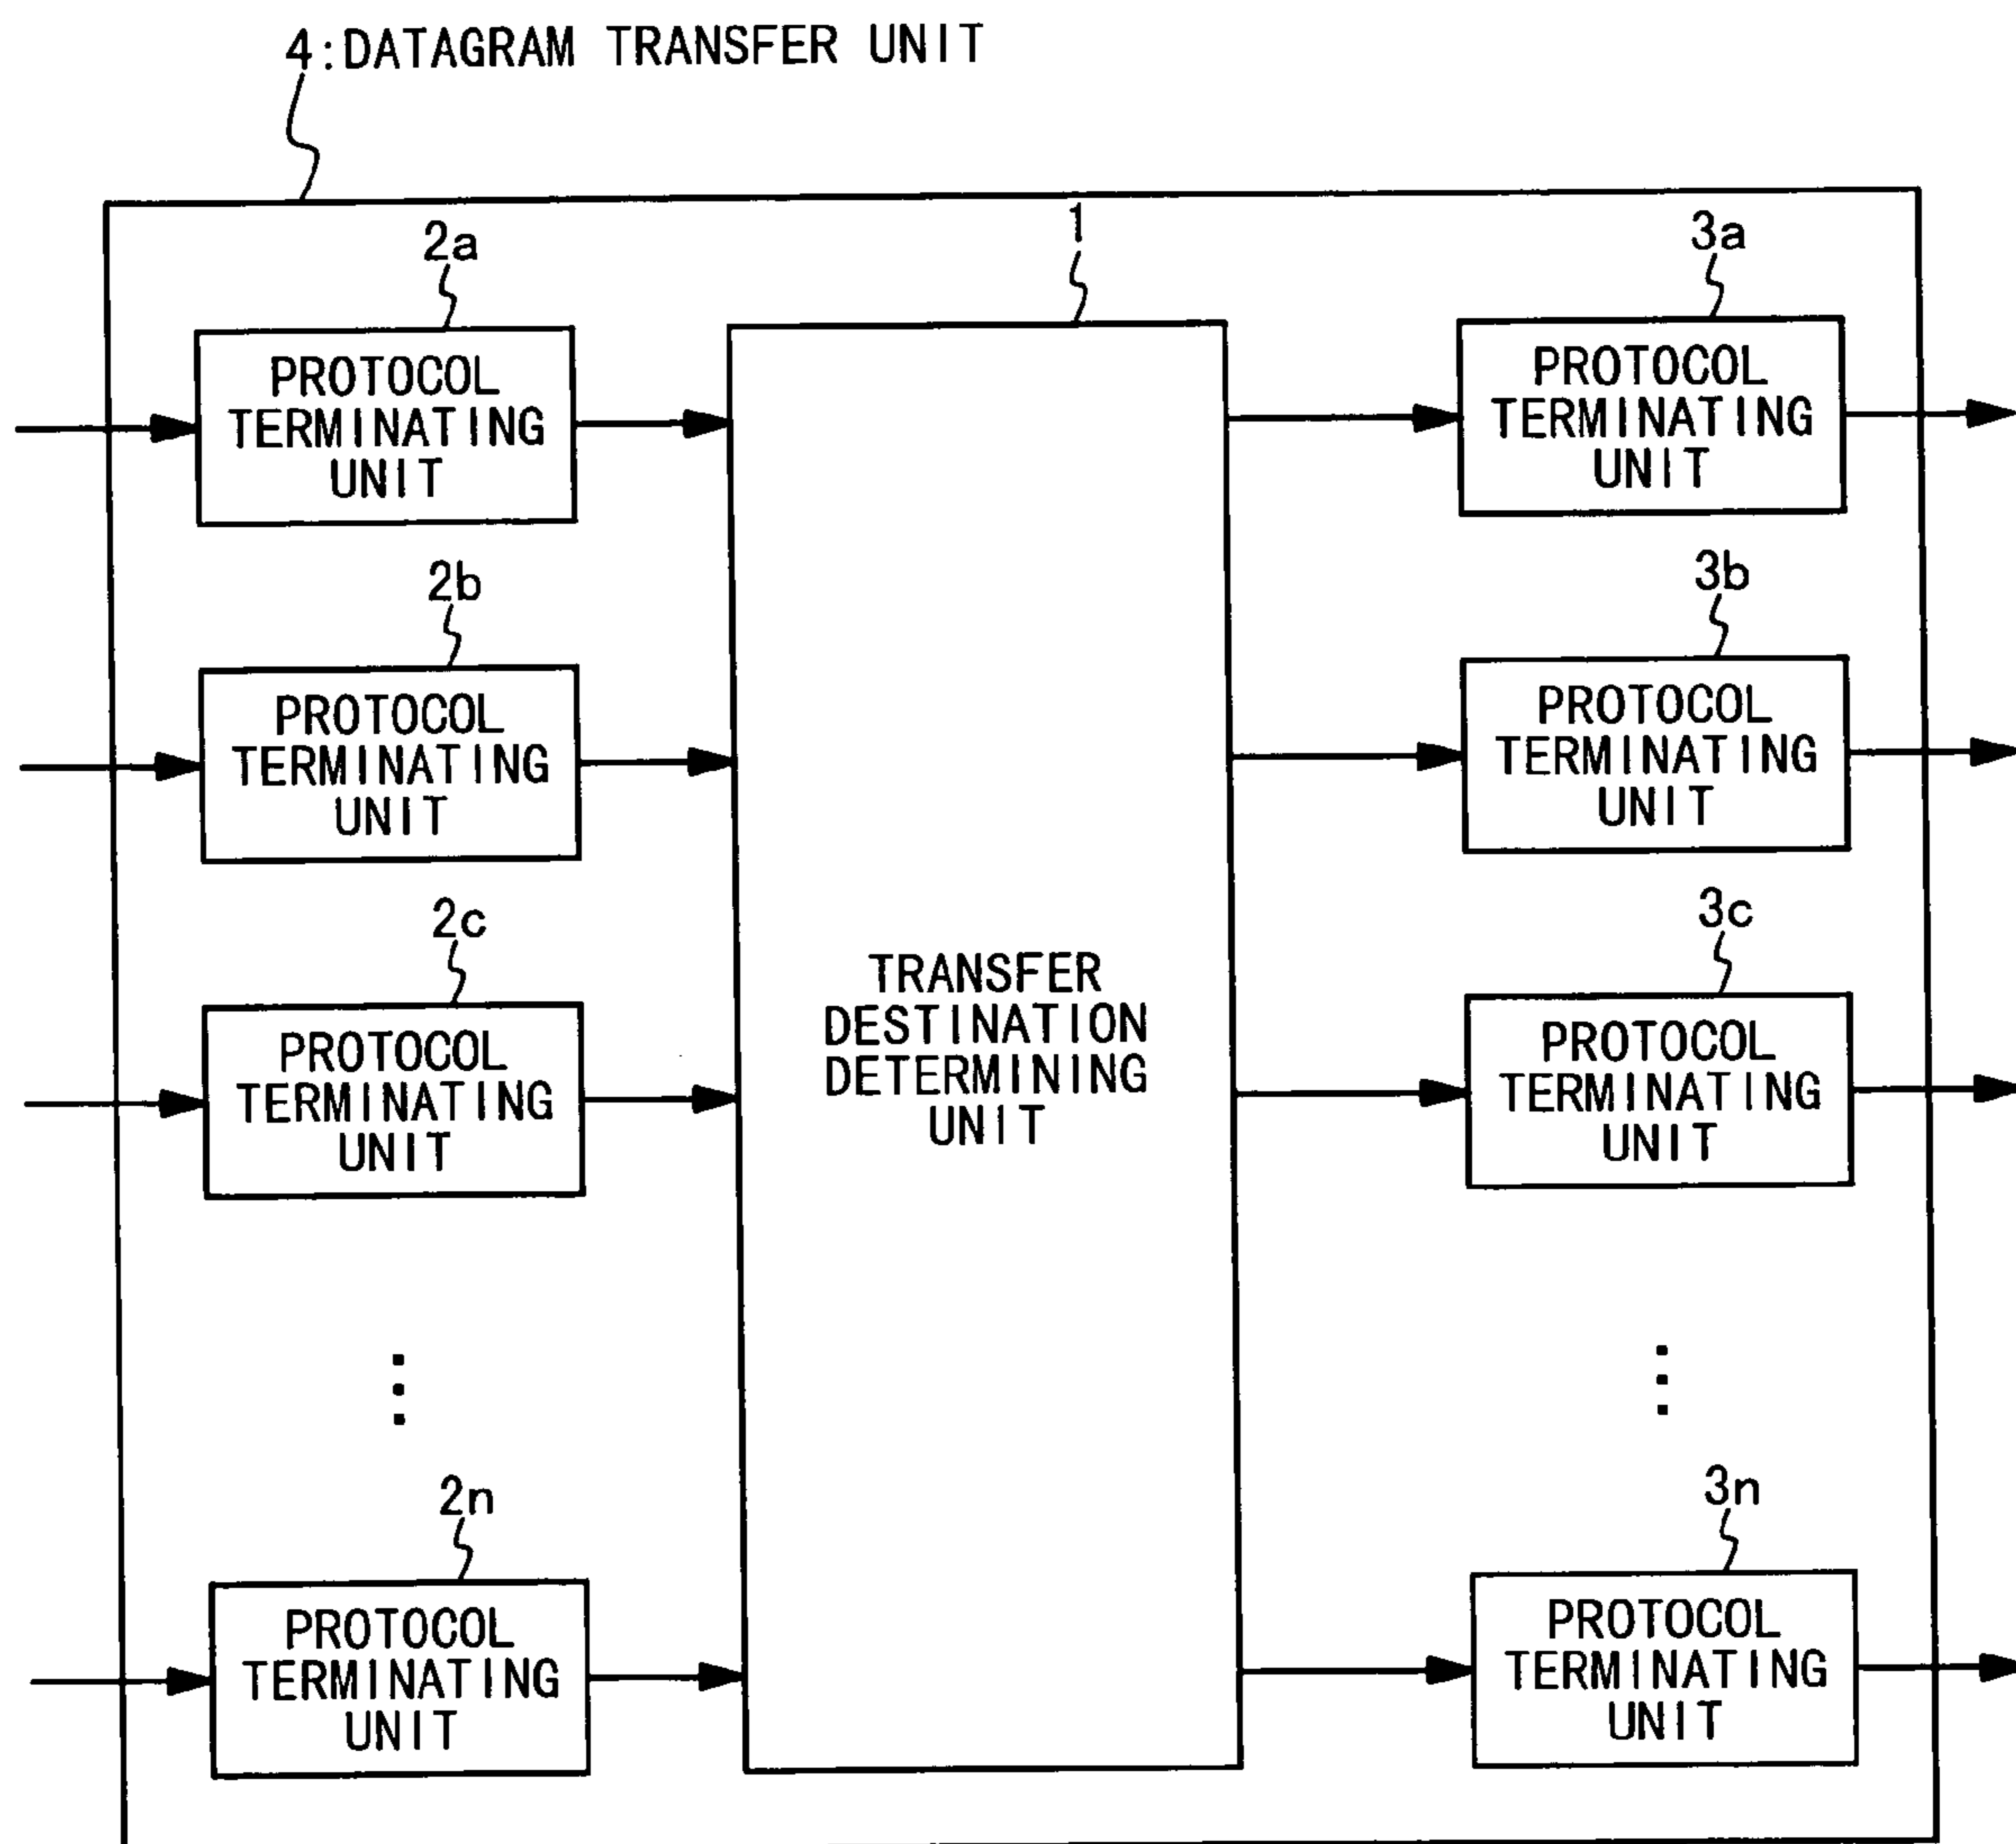 4:DATAGRAM TRANSFER UNIT
2a
1
3a
PROTOCOL
TERMINATING
UNIT
PROTOCOL
TERMINATING
UNIT
2b
3b
PROTOCOL
TERMINATING
UNIT
PROTOCOL
TERMINATING
UNIT
2c
3c
TRANSFER
DESTINATION
DETERMINING
UNIT
PROTOCOL
TERMINATING
UNIT
PROTOCOL
TERMINATING
UNIT
2n
3n
PROTOCOL
TERMINATING
UNIT
PROTOCOL
TERMINATING
UNIT